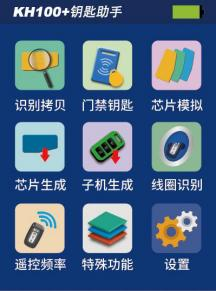 KH100+钥匙助手
识别拷贝 门禁钥匙 芯片模拟
芯片生成 子机生成 线圈识别
遥控频率 特殊功能 设置